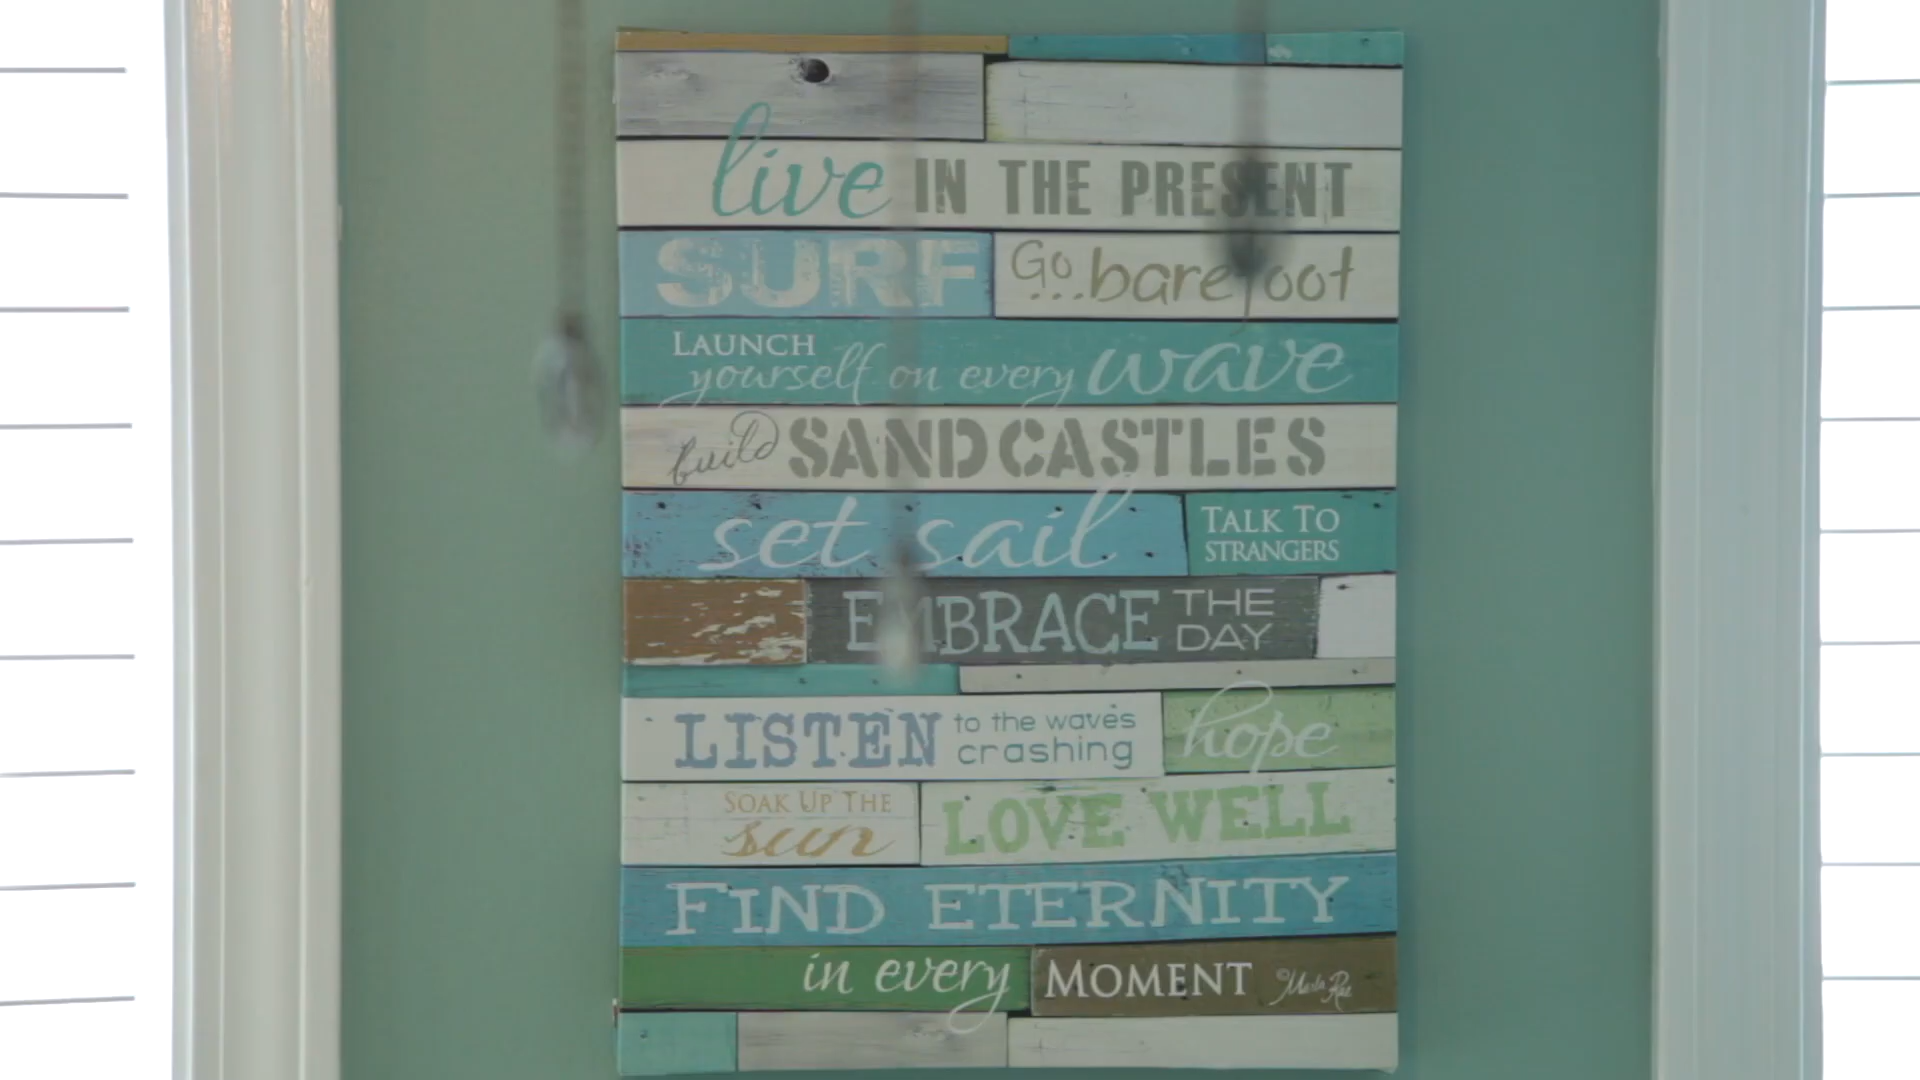 live IN THE PRESENT
SURF Go...barefoot
LAUNCH
yourself on every wave
build SANDCASTLES
set sail TALK TO
STRANGERS
EMBRACE THE
DAY
LISTEN to the waves
crashing hope
SOAK UP THE
sun LOVE WELL
FIND ETERNITY
in every MOMENT ©Marla Rae